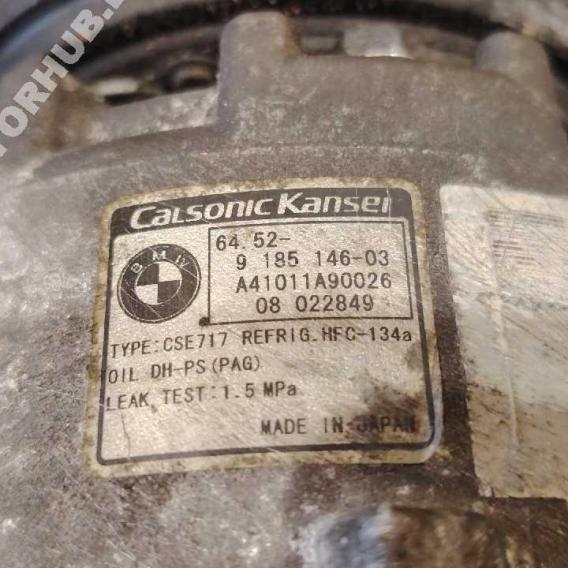 TORHUB.
Calsonic Kansei
BMW
64.52-
9 185 146-03
A41011A90026
08 022849
TYPE:CSE717 REFRIG.HFC-134a
OIL DH-PS(PAG)
LEAK TEST:1.5 MPa
MADE IN JAPAN